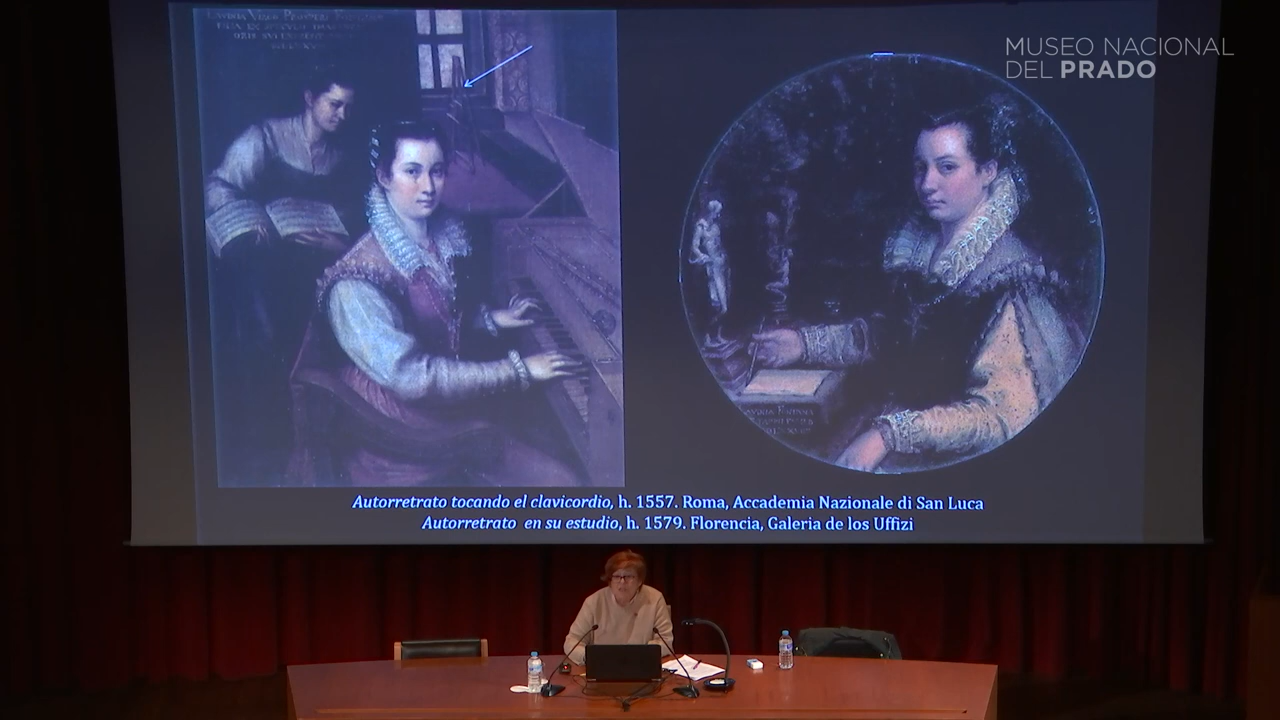 MUSEO NACIONAL
DEL PRADO
Autorretrato tocando el clavicordio, h. 1557. Roma, Accademia Nazionale di San Luca
Autorretrato en su estudio, h. 1579. Florencia, Galeria de los Uffizi